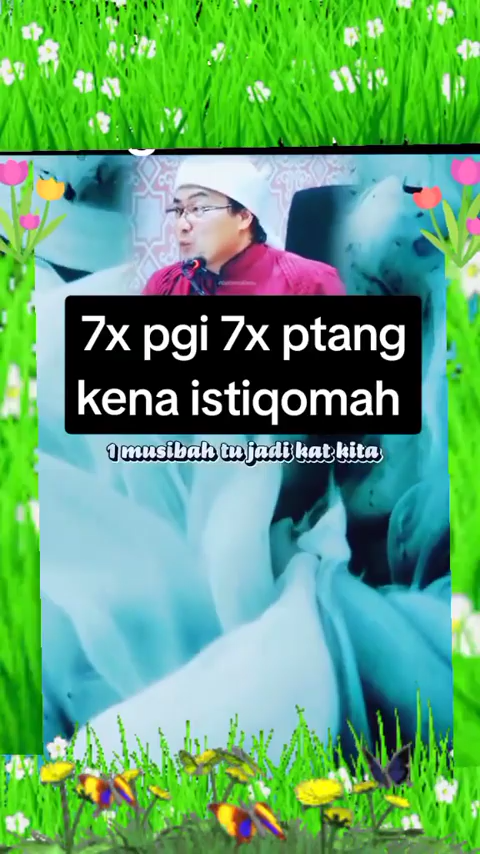 7x pgi 7x ptang
kena istiqomah
1 musibah tu jadi kat kita